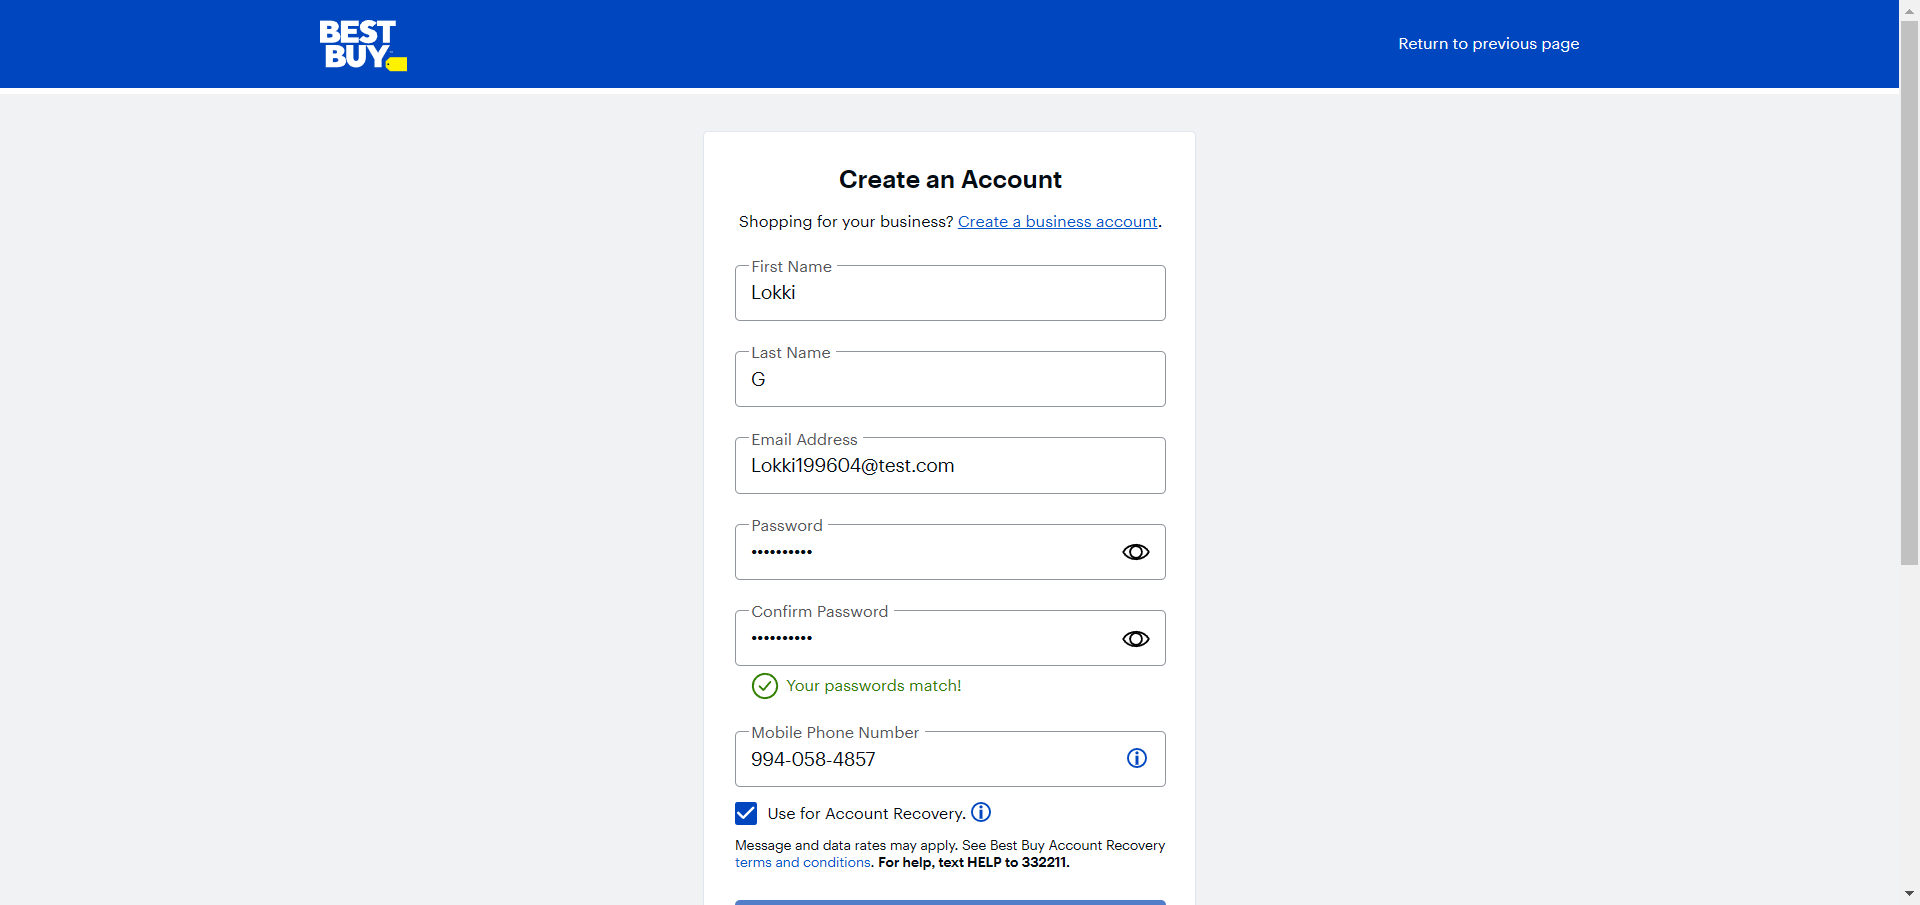 BEST
BUY
Return to previous page
Create an Account
Shopping for your business? Create a business account.
First Name
Lokki
Last Name
G
Email Address
Lokki199604@test.com
Password
••••••••••
Confirm Password
••••••••••
Your passwords match!
Mobile Phone Number
994-058-4857
Use for Account Recovery.
Message and data rates may apply. See Best Buy Account Recovery
terms and conditions. For help, text HELP to 332211.